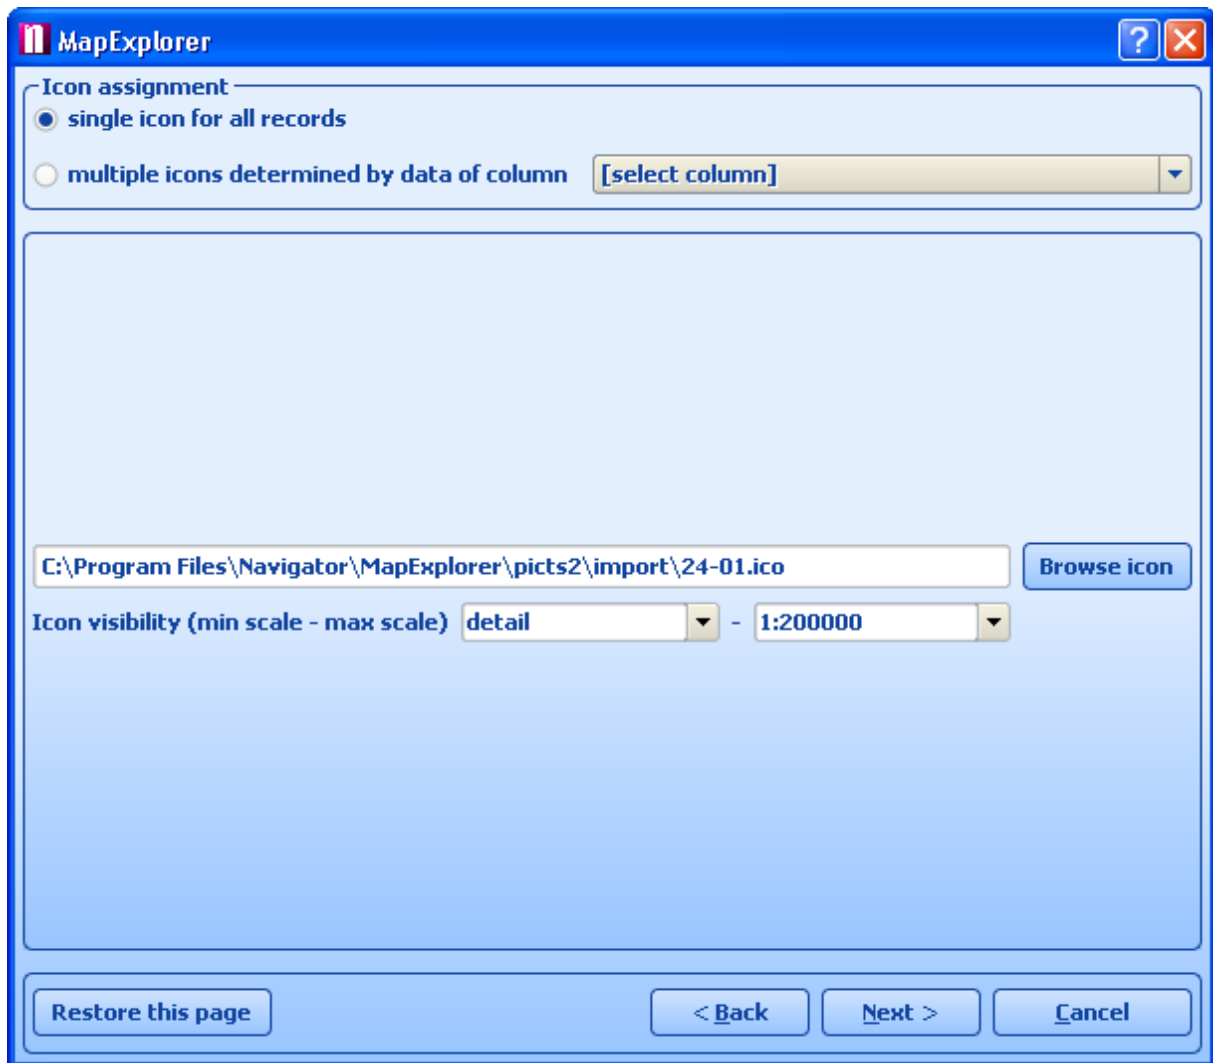 MapExplorer
Icon assignment
single icon for all records
multiple icons determined by data of column [select column]
C:\Program Files\Navigator\MapExplorer\picts2\import\24-01.ico Browse icon
Icon visibility (min scale - max scale) detail - 1:200000
Restore this page < Back Next > Cancel